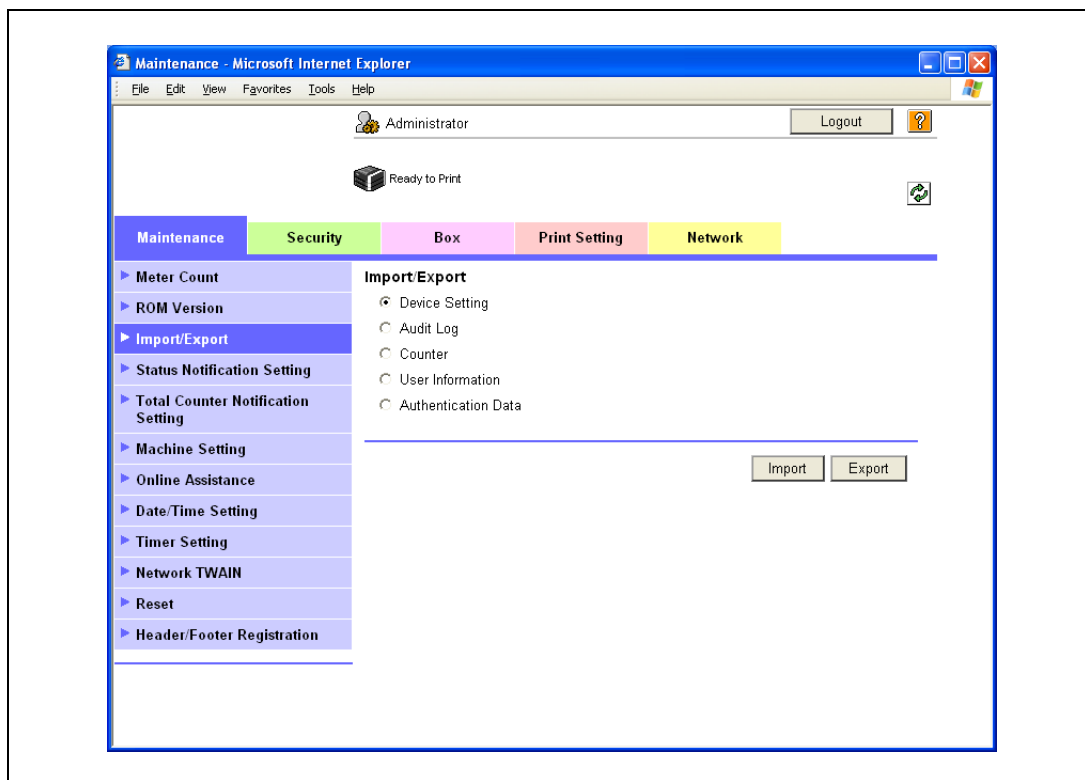 Maintenance - Microsoft Internet Explorer
File Edit View Favorites Tools Help
Administrator Logout ?
Ready to Print
Maintenance Security Box Print Setting Network
Meter Count
ROM Version
Import/Export
Status Notification Setting
Total Counter Notification
Setting
Machine Setting
Online Assistance
Date/Time Setting
Timer Setting
Network TWAIN
Reset
Header/Footer Registration
Import/Export
Device Setting
Audit Log
Counter
User Information
Authentication Data
Import Export